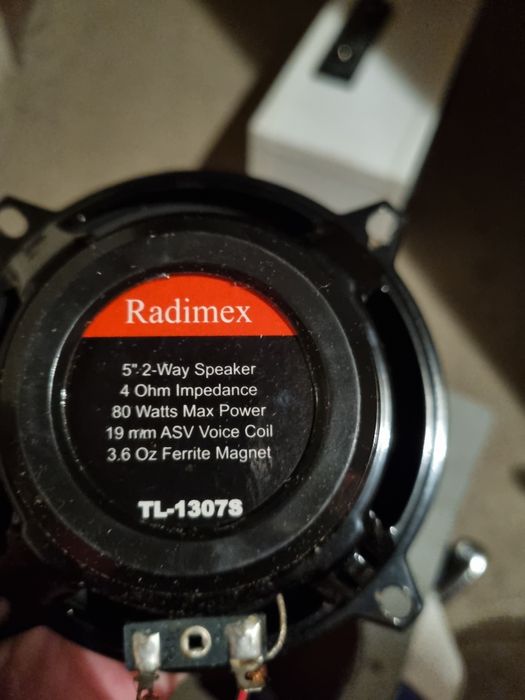 Radimex
5" 2-Way Speaker
4 Ohm Impedance
80 Watts Max Power
19 mm ASV Voice Coil
3.6 Oz Ferrite Magnet
TL-1307S